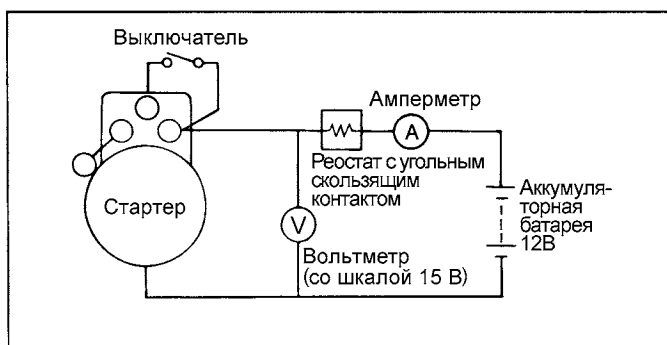 Выключатель
Амперметр
A
Реостат с угольным
скользящим
контактом
Стартер
V
Вольтметр
(со шкалой 15 В)
Аккумуля-
торная
батарея
12В